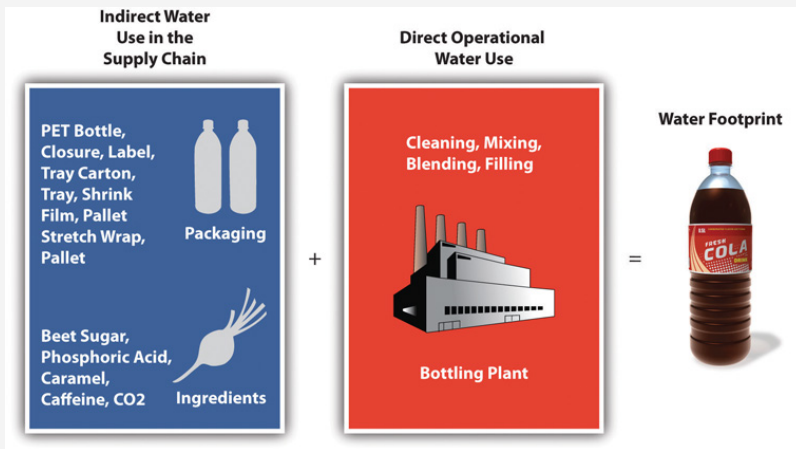 Indirect Water
Use in the
Supply Chain
PET Bottle,
Closure, Label,
Tray Carton,
Tray, Shrink
Film, Pallet
Stretch Wrap,
Pallet
Packaging
Beet Sugar,
Phosphoric Acid,
Caramel,
Caffeine, CO2
Ingredients
+
Direct Operational
Water Use
Cleaning, Mixing,
Blending, Filling
Bottling Plant
=
Water Footprint
FRESH
COLA